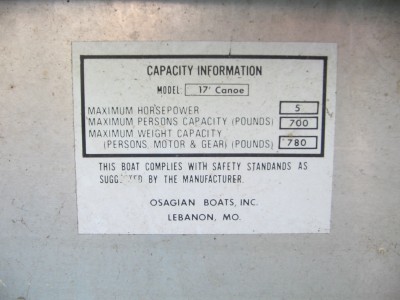 CAPACITY INFORMATION
MODEL: 17' Canoe
MAXIMUM HORSEPOWER 5
MAXIMUM PERSONS CAPACITY (POUNDS) 700
MAXIMUM WEIGHT CAPACITY
(PERSONS, MOTOR & GEAR) (POUNDS) 780
THIS BOAT COMPLIES WITH SAFETY STANDARDS AS
BY THE MANUFACTURER.
OSAGIAN BOATS, INC.
LEBANON, MO.